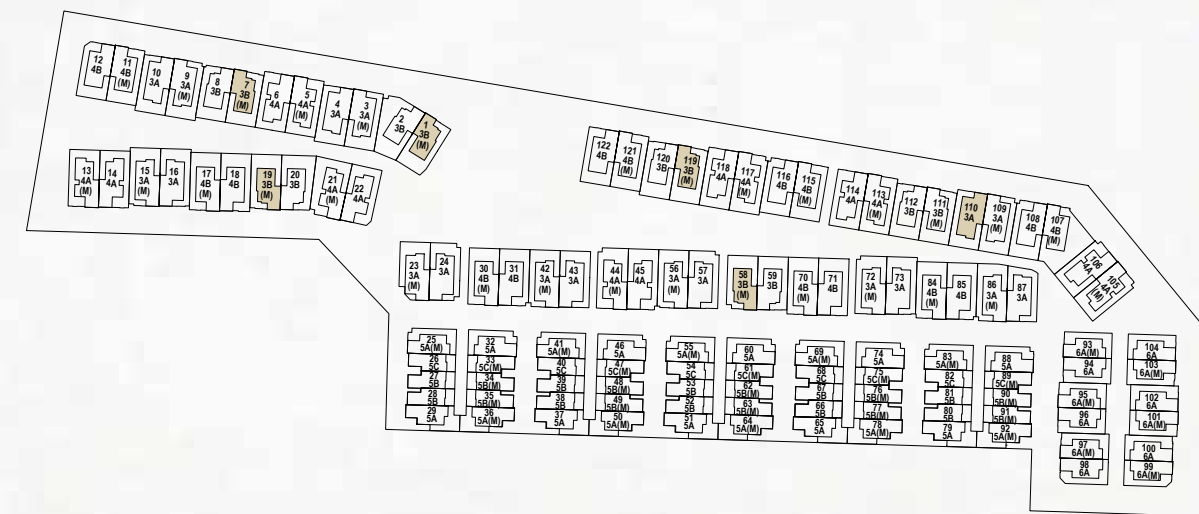 12
4B
11
4B
(M)
10
3A
9
3A
(M)
8
3B
7
3B
(M)
6
4A
5
4A
(M)
4
3A
3
3A
(M)
2
3B
1
3B
(M)
13
4A
(M)
14
4A
15
3A
(M)
16
3A
17
4B
(M)
18
4B
19
3B
(M)
20
3B
21
4A
(M)
22
4A
122
4B
121
4B
(M)
120
3B
119
3B
(M)
118
4A
117
4A
(M)
116
4B
115
4B
(M)
114
4A
113
4A
(M)
112
3B
111
3B
(M)
110
3A
109
3A
(M)
108
4B
107
4B
(M)
106
4A
105
4A
(M)
23
3A
(M)
24
3A
30
4B
(M)
31
4B
42
3A
(M)
43
3A
44
4A
(M)
45
4A
56
3A
(M)
57
3A
58
3B
(M)
59
3B
70
4B
(M)
71
4B
72
3A
(M)
73
3A
84
4B
(M)
85
4B
86
3A
(M)
87
3A
25
5A(M)
26
5C
27
5B
28
5B
29
5A
32
5A
33
5C(M)
34
5B(M)
35
5B(M)
36
5A(M)
41
5A(M)
40
5C
39
5B
38
5B
37
5A
46
5A
47
5C(M)
48
5B(M)
49
5B(M)
50
5A(M)
55
5A(M)
54
5C
53
5B
52
5B
51
5A
60
5A
61
5C(M)
62
5B(M)
63
5B(M)
64
5A(M)
69
5A(M)
68
5C
67
5B
66
5B
65
5A
74
5A
75
5C(M)
76
5B(M)
77
5B(M)
78
5A(M)
83
5A(M)
82
5C
81
5B
80
5B
79
5A
88
5A
89
5C(M)
90
5B(M)
91
5B(M)
92
5A(M)
93
6A(M)
94
6A
95
6A(M)
96
6A
97
6A(M)
98
6A
104
6A
103
6A(M)
102
6A
101
6A(M)
100
6A
99
6A(M)